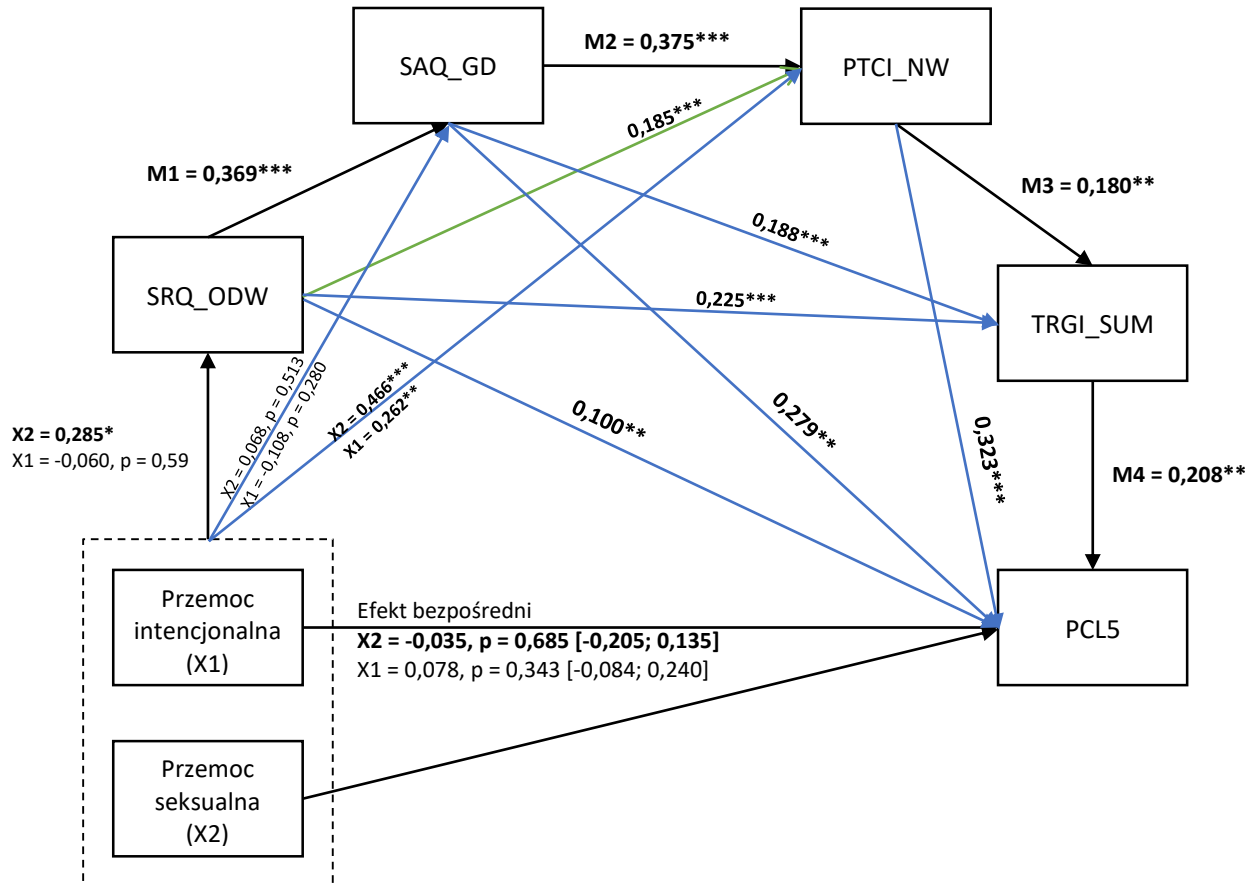 M2 = 0,375***
SAQ_GD
PTCI_NW
0,185***
M1 = 0,369***
M3 = 0,180**
0,188***
SRQ_ODW
0,225***
TRGI_SUM
X2 = 0,068, p = 0,513
X1 = -0,108, p = 0,280
X2 = 0,466***
X1 = 0,262**
0,100**
0,279**
0,323***
X2 = 0,285*
X1 = -0,060, p = 0,59
M4 = 0,208**
Przemoc
intencjonalna
(X1)
Efekt bezpośredni
X2 = -0,035, p = 0,685 [-0,205; 0,135]
X1 = 0,078, p = 0,343 [-0,084; 0,240]
PCL5
Przemoc
seksualna
(X2)